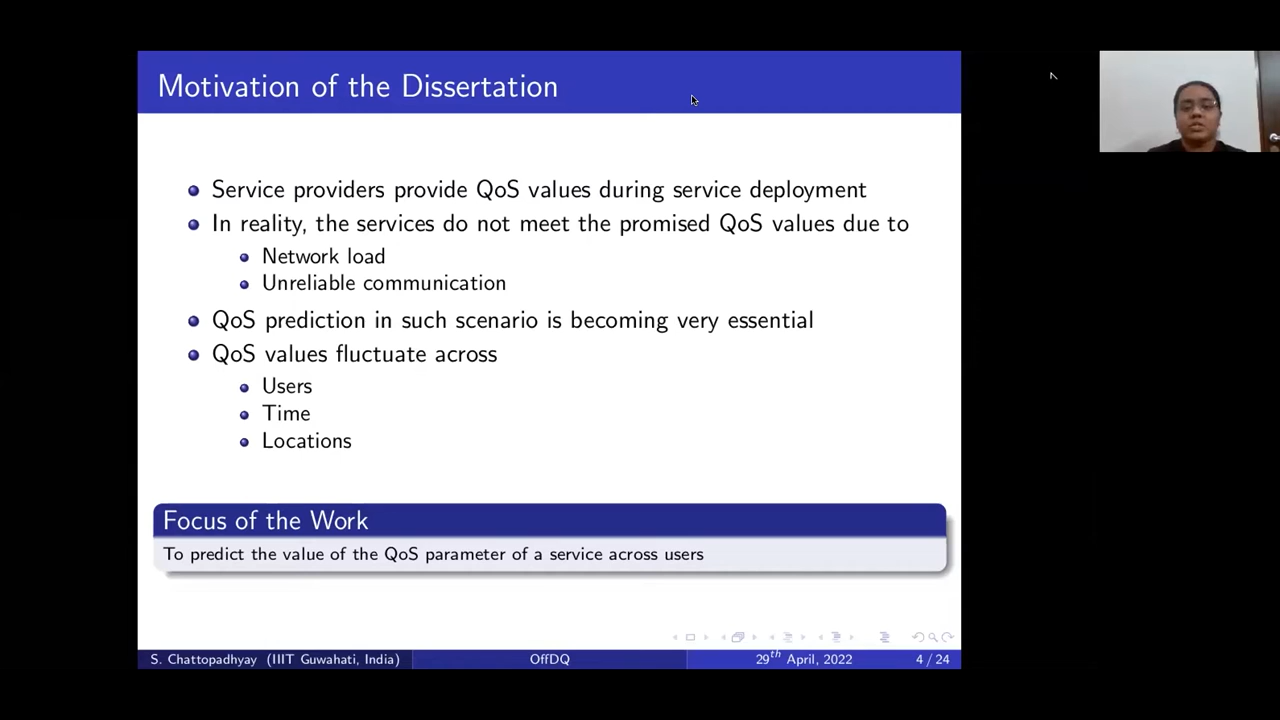 Motivation of the Dissertation
Service providers provide QoS values during service deployment
In reality, the services do not meet the promised QoS values due to
Network load
Unreliable communication
QoS prediction in such scenario is becoming very essential
QoS values fluctuate across
Users
Time
Locations
Focus of the Work
To predict the value of the QoS parameter of a service across users
S. Chattopadhyay (IIIT Guwahati, India) OffDQ 29th April, 2022 4 / 24